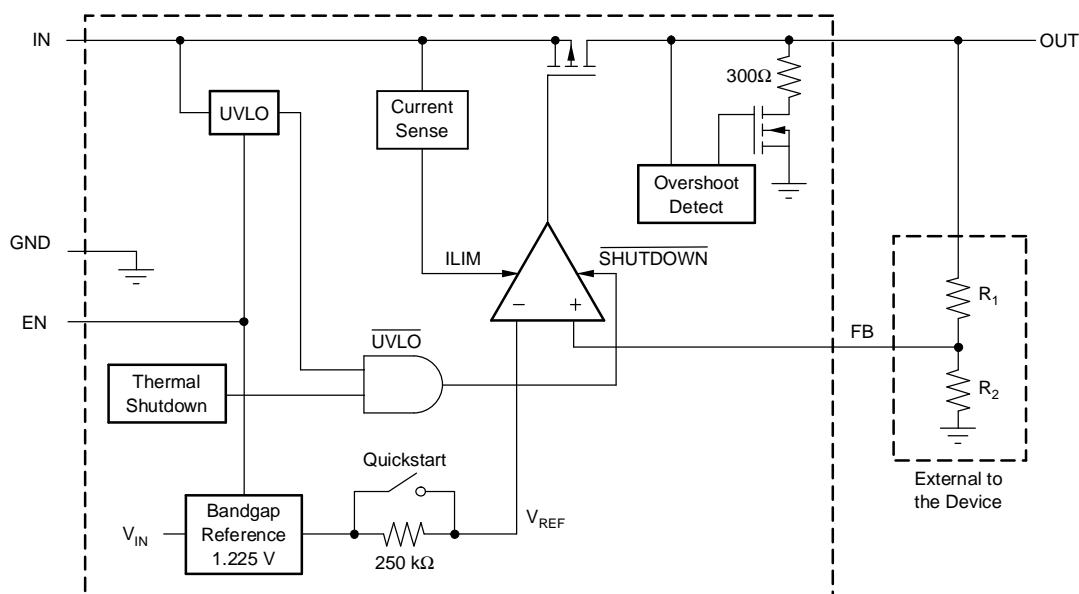 IN
OUT
300Ω
UVLO
Current
Sense
Overshoot
Detect
GND
ILIM
SHUTDOWN
− +
R1
EN
UVLO
FB
Thermal
Shutdown
R2
Quickstart
External to
the Device
VIN
Bandgap
Reference
1.225 V
VREF
250 kΩ